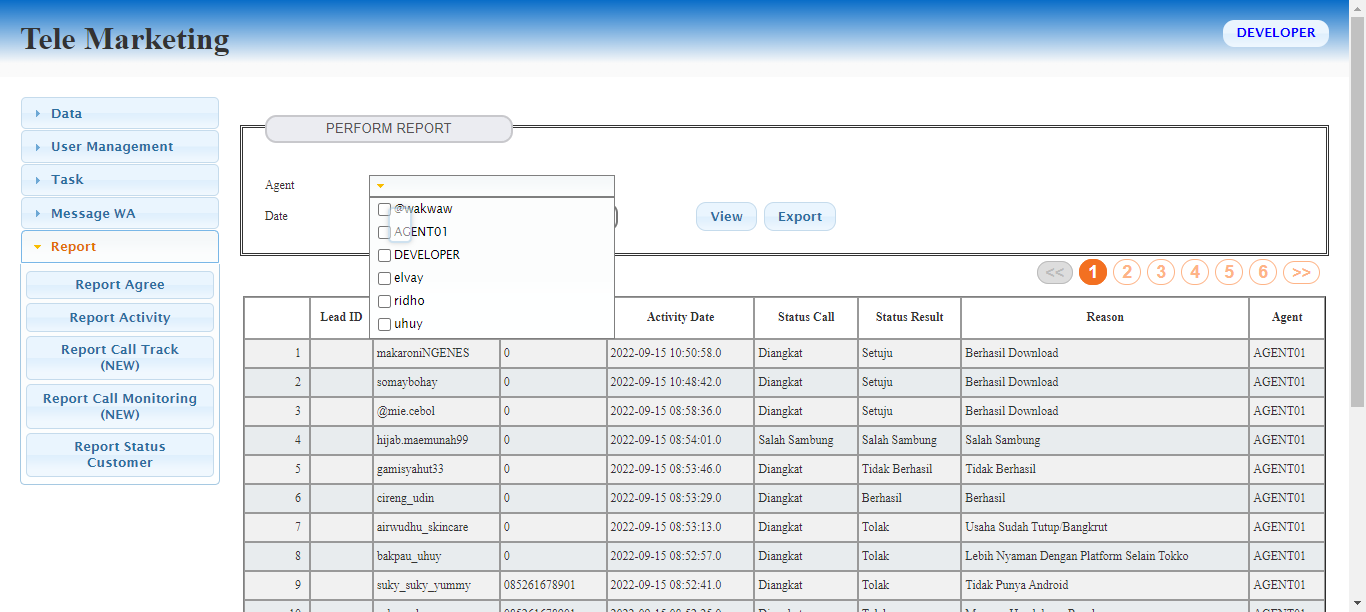 Tele Marketing
DEVELOPER
Data
User Management
Task
Message WA
Report
Report Agree
Report Activity
Report Call Track
(NEW)
Report Call Monitoring
(NEW)
Report Status
Customer
PERFORM REPORT
Agent
@wakwaw
AGENT01
DEVELOPER
elvay
ridho
uhuy
Date
View
Export
<< 1 2 3 4 5 6 >>
Lead ID Activity Date Status Call Status Result Reason Agent
1 makaroniNGENES 0 2022-09-15 10:50:58.0 Diangkat Setuju Berhasil Download AGENT01
2 somaybohay 0 2022-09-15 10:48:42.0 Diangkat Setuju Berhasil Download AGENT01
3 @mie.cebol 0 2022-09-15 08:58:36.0 Diangkat Setuju Berhasil Download AGENT01
4 hijab.maemunah99 0 2022-09-15 08:54:01.0 Salah Sambung Salah Sambung Salah Sambung AGENT01
5 gamisyahut33 0 2022-09-15 08:53:46.0 Diangkat Tidak Berhasil Tidak Berhasil AGENT01
6 cireng_udin 0 2022-09-15 08:53:29.0 Diangkat Berhasil Berhasil AGENT01
7 airwudhu_skincare 0 2022-09-15 08:53:13.0 Diangkat Tolak Usaha Sudah Tutup/Bangkrut AGENT01
8 bakpau_uhuy 0 2022-09-15 08:52:57.0 Diangkat Tolak Lebih Nyaman Dengan Platform Selain Tokko AGENT01
9 suky_suky_yummy 085261678901 2022-09-15 08:52:41.0 Diangkat Tolak Tidak Punya Android AGENT01